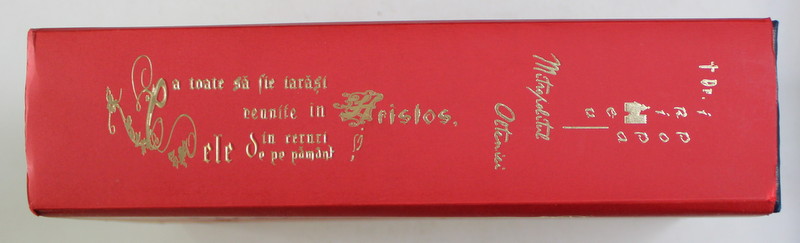 Ca toate să fie iarăși
reunite în Hristos,
Cele din ceruri
de pe pământ
Mitropolitul
Olteniei
† Dr. Irineu
Popa